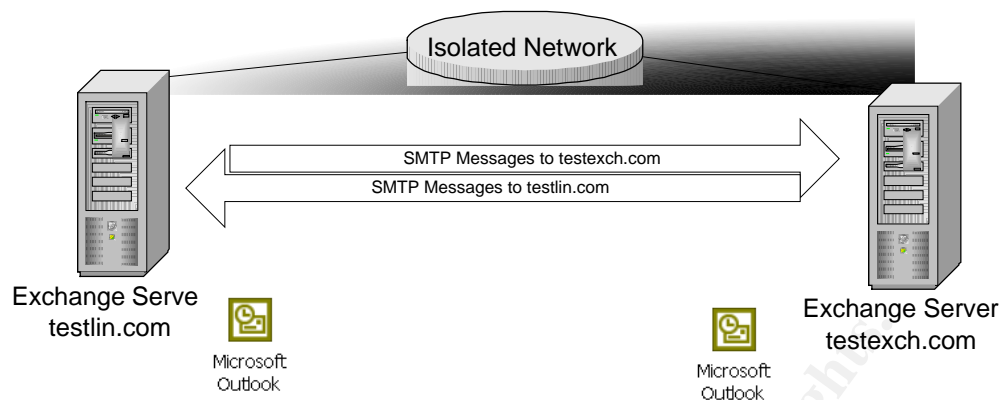 Isolated Network
SMTP Messages to testexch.com
SMTP Messages to testlin.com
Exchange Serve
testlin.com
Microsoft
Outlook
Exchange Server
testexch.com
Microsoft
Outlook